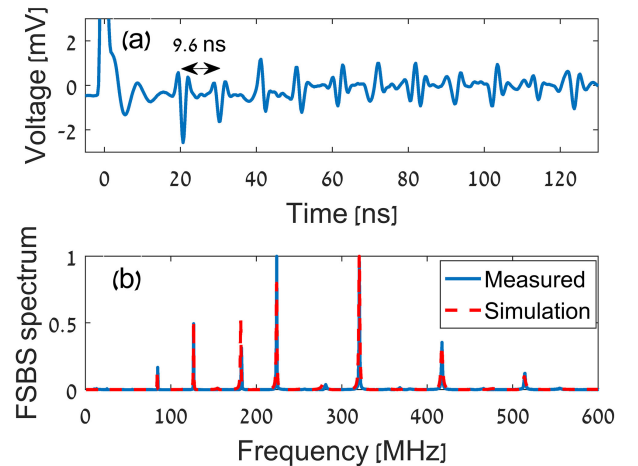 (a)
9.6 ns
Voltage [mV]
2
0
-2
0 20 40 60 80 100 120
Time [ns]
(b)
Measured
Simulation
FSBS spectrum
1
0.5
0
0 100 200 300 400 500 600
Frequency [MHz]